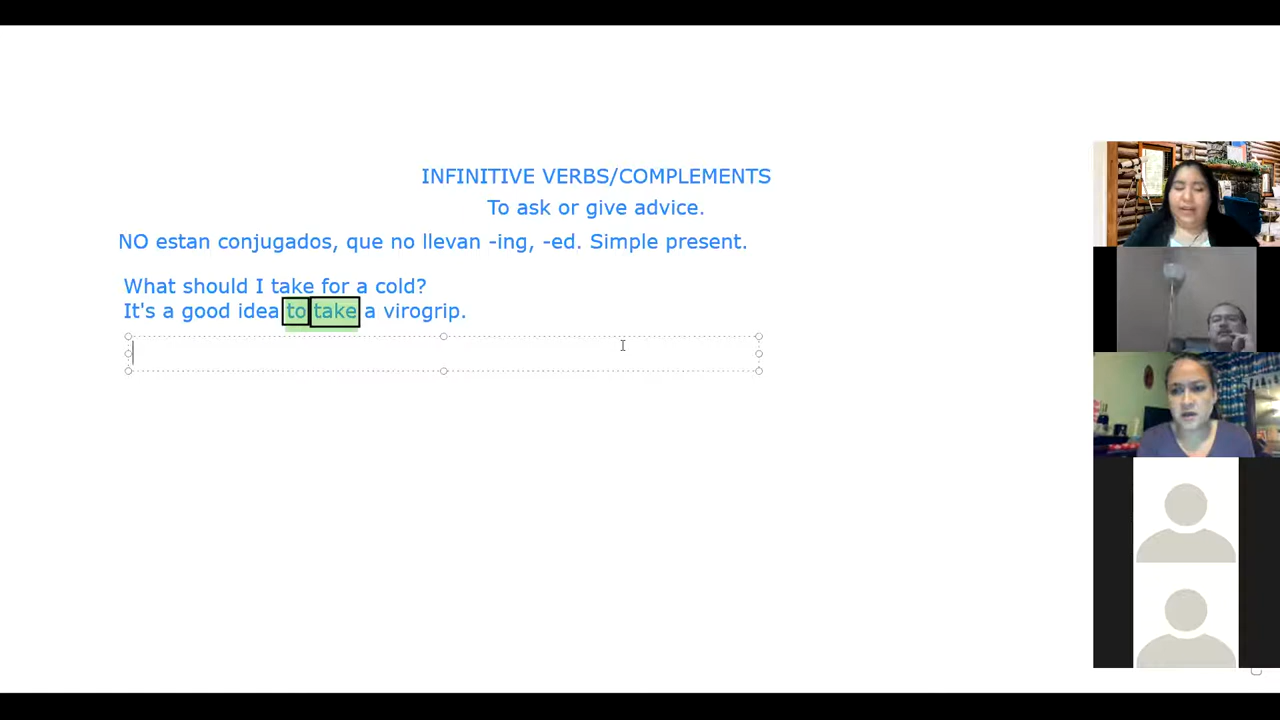 INFINITIVE VERBS/COMPLEMENTS
To ask or give advice.
NO estan conjugados, que no llevan -ing, -ed. Simple present.
What should I take for a cold?
It's a good idea to take a virogrip.